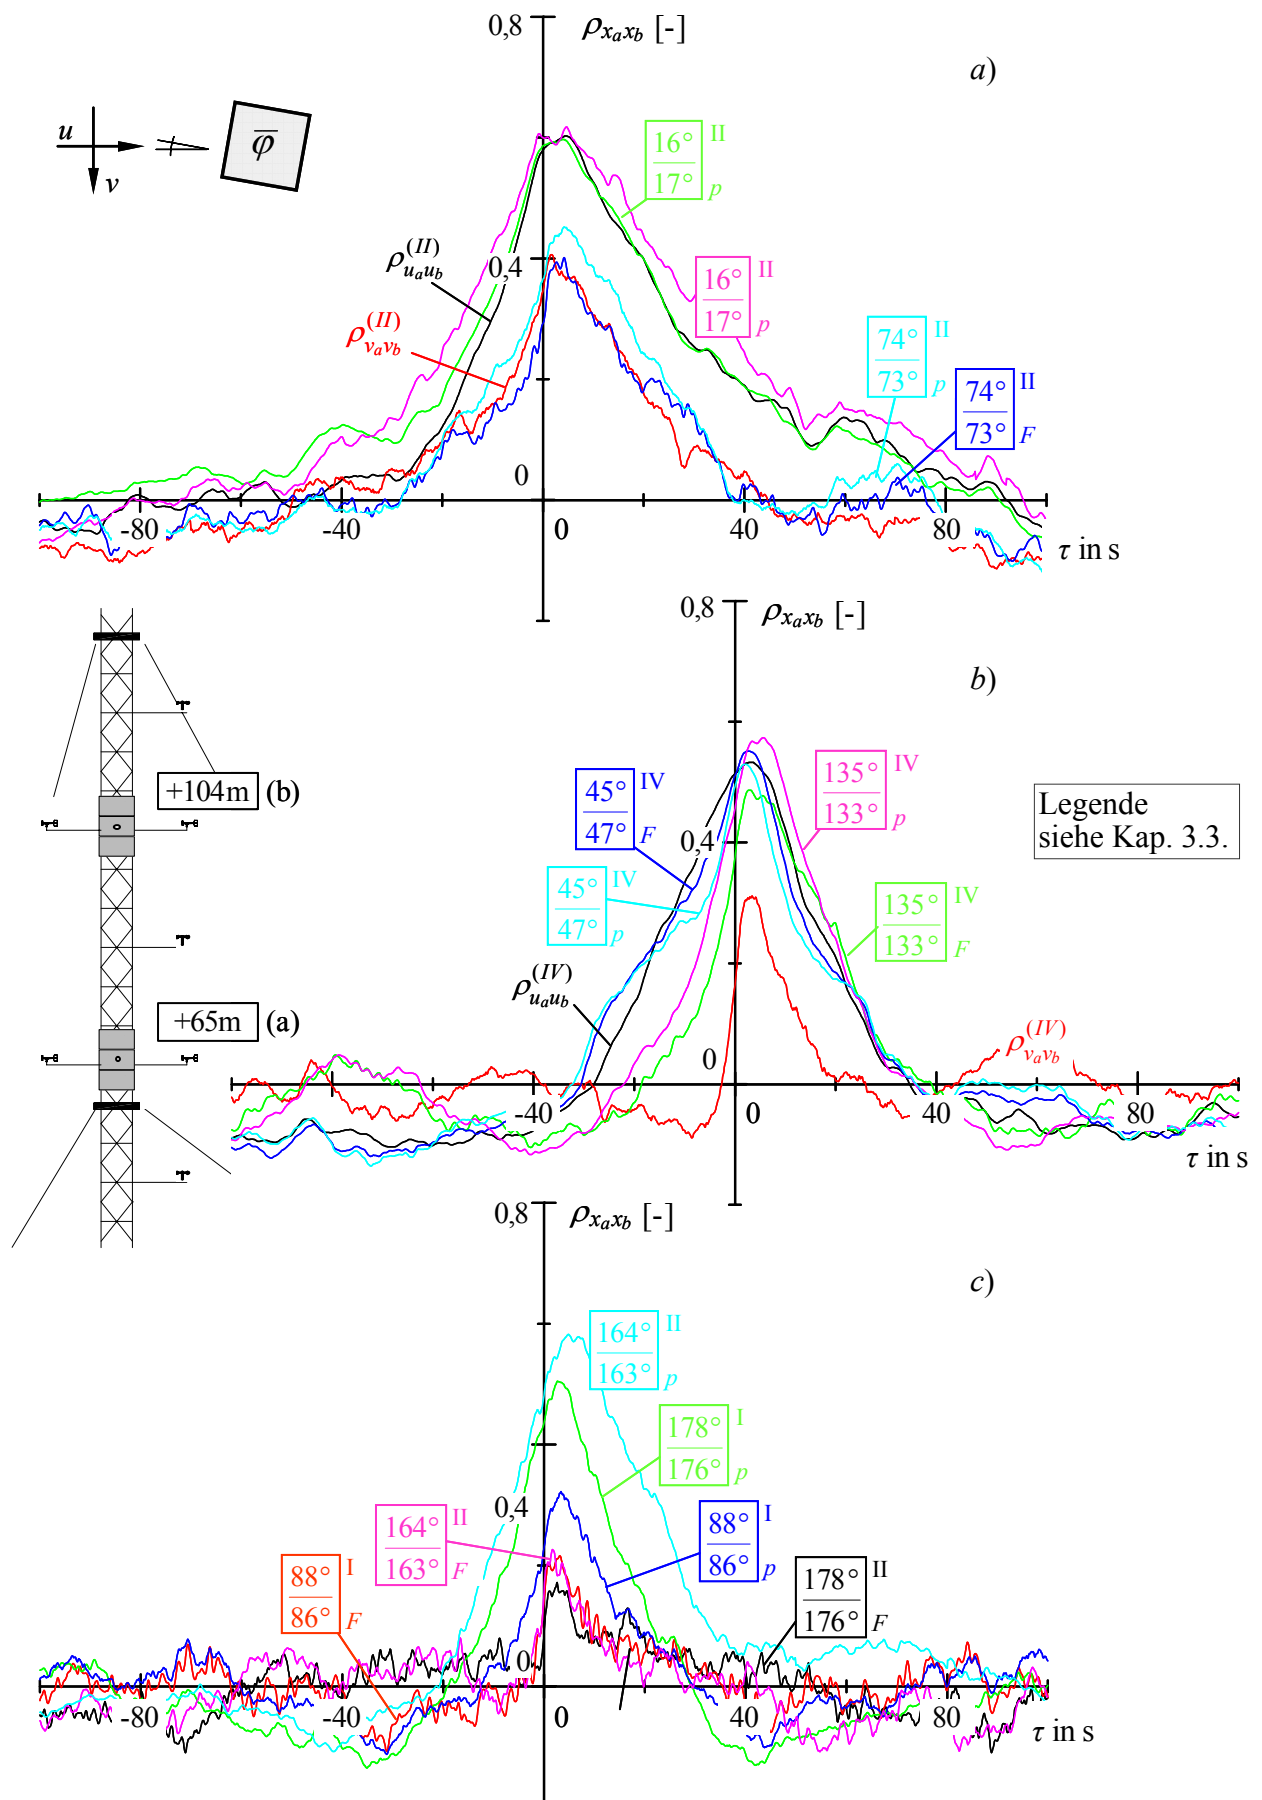 0,8
ρxaxb [-]
a)
u
v
φ̅
16° II
17° p
ρuaub(II)
0,4
16° II
17° p
ρvavb(II)
74° II
73° p
74° II
73° F
0
-80
-40
0
40
80
τ in s
0,8
ρxaxb [-]
b)
+104m (b)
45° IV
47° F
135° IV
133° p
Legende
siehe Kap. 3.3.
0,4
45° IV
47° p
135° IV
133° F
ρuaub(IV)
+65m (a)
ρvavb(IV)
0
-40
0
40
80
τ in s
0,8
ρxaxb [-]
c)
164° II
163° p
178° I
176° p
0,4
164° II
163° F
88° I
86° p
88° I
86° F
178° II
176° F
0
-80
-40
0
40
80
τ in s